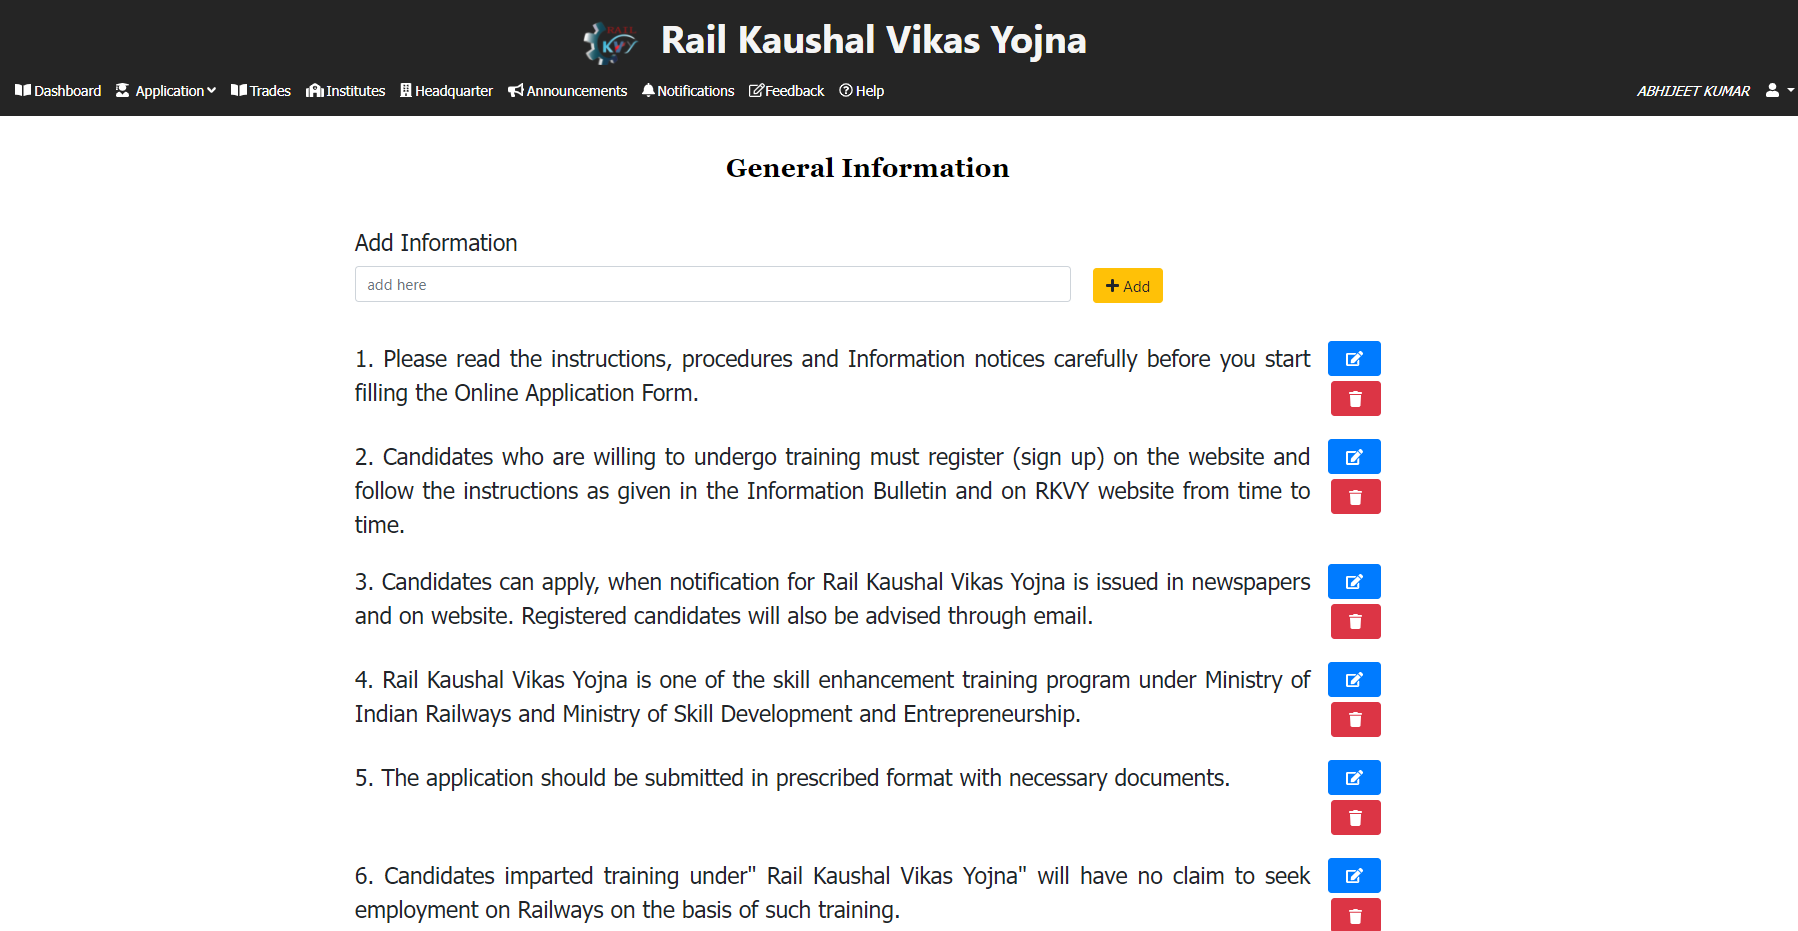 RAIL
KVY
Rail Kaushal Vikas Yojna
Dashboard Application Trades Institutes Headquarter Announcements Notifications Feedback Help ABHIJEET KUMAR
General Information
Add Information
add here
Add
1. Please read the instructions, procedures and Information notices carefully before you start
filling the Online Application Form.
2. Candidates who are willing to undergo training must register (sign up) on the website and
follow the instructions as given in the Information Bulletin and on RKVY website from time to
time.
3. Candidates can apply, when notification for Rail Kaushal Vikas Yojna is issued in newspapers
and on website. Registered candidates will also be advised through email.
4. Rail Kaushal Vikas Yojna is one of the skill enhancement training program under Ministry of
Indian Railways and Ministry of Skill Development and Entrepreneurship.
5. The application should be submitted in prescribed format with necessary documents.
6. Candidates imparted training under" Rail Kaushal Vikas Yojna" will have no claim to seek
employment on Railways on the basis of such training.